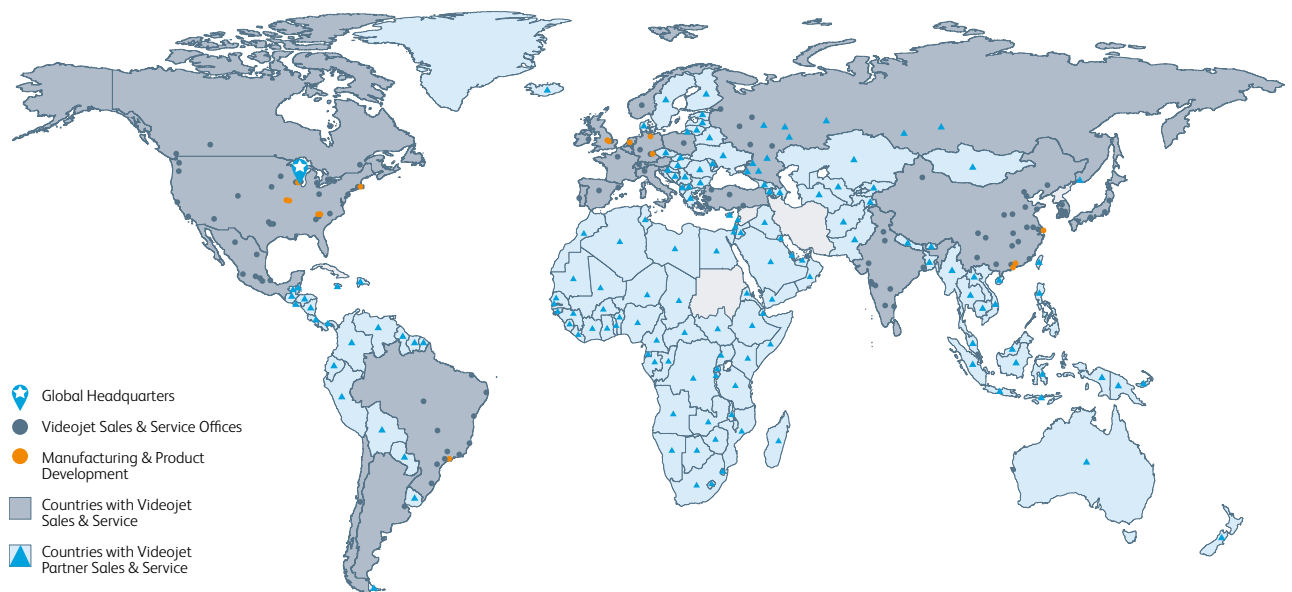 Global Headquarters
Videojet Sales & Service Offices
Manufacturing & Product
Development
Countries with Videojet
Sales & Service
Countries with Videojet
Partner Sales & Service